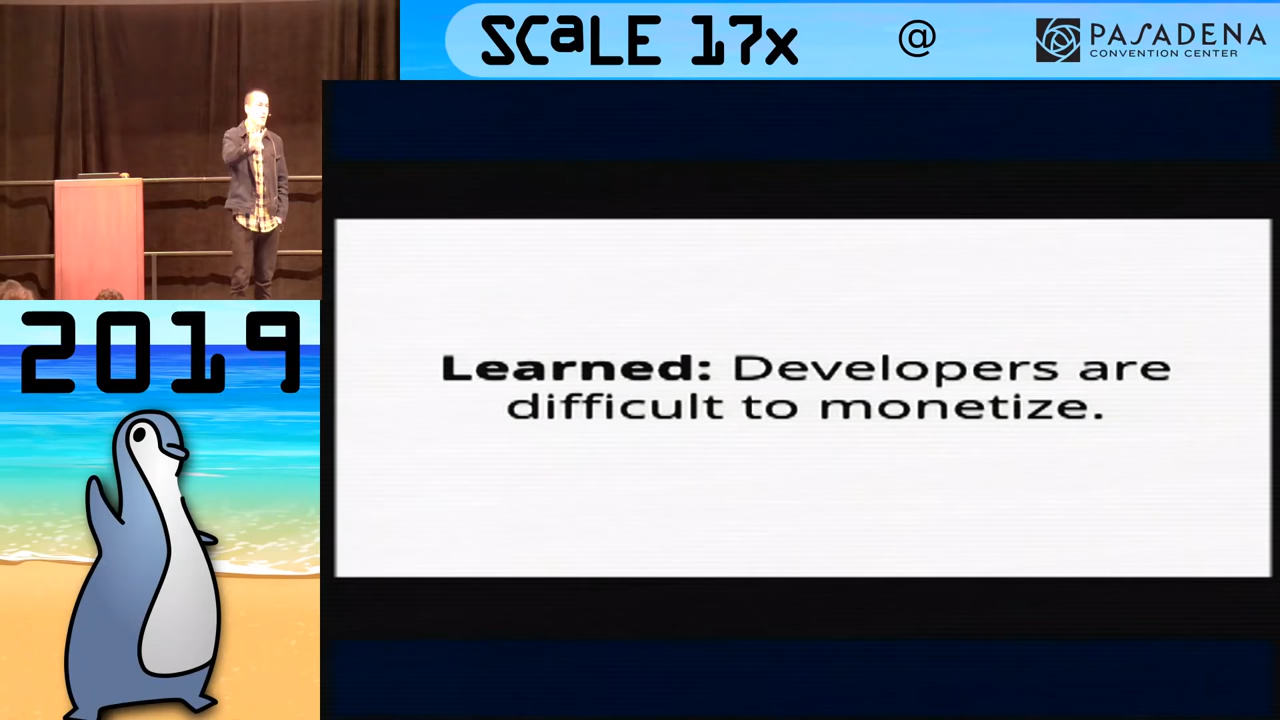 SCaLE 17x
@
PASADENA
CONVENTION CENTER
2019
Learned: Developers are
difficult to monetize.